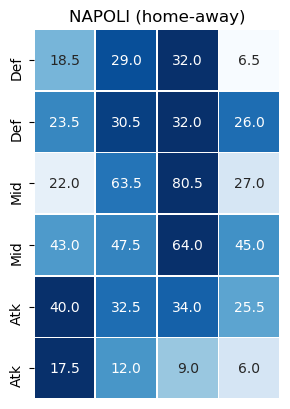 NAPOLI (home-away)
Def 18.5 29.0 32.0 6.5
Def 23.5 30.5 32.0 26.0
Mid 22.0 63.5 80.5 27.0
Mid 43.0 47.5 64.0 45.0
Atk 40.0 32.5 34.0 25.5
Atk 17.5 12.0 9.0 6.0